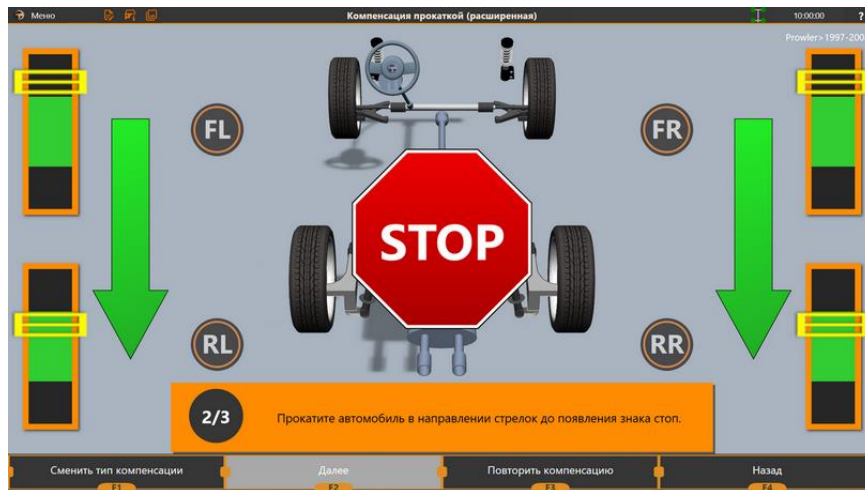 Меню
Компенсация прокаткой (расширенная)
10:00:00
?
Prowler>1997-200
FL
FR
STOP
RL
RR
2/3
Прокатите автомобиль в направлении стрелок до появления знака стоп.
Сменить тип компенсации
Далее
Повторить компенсацию
Назад
F1
F2
F3
F4